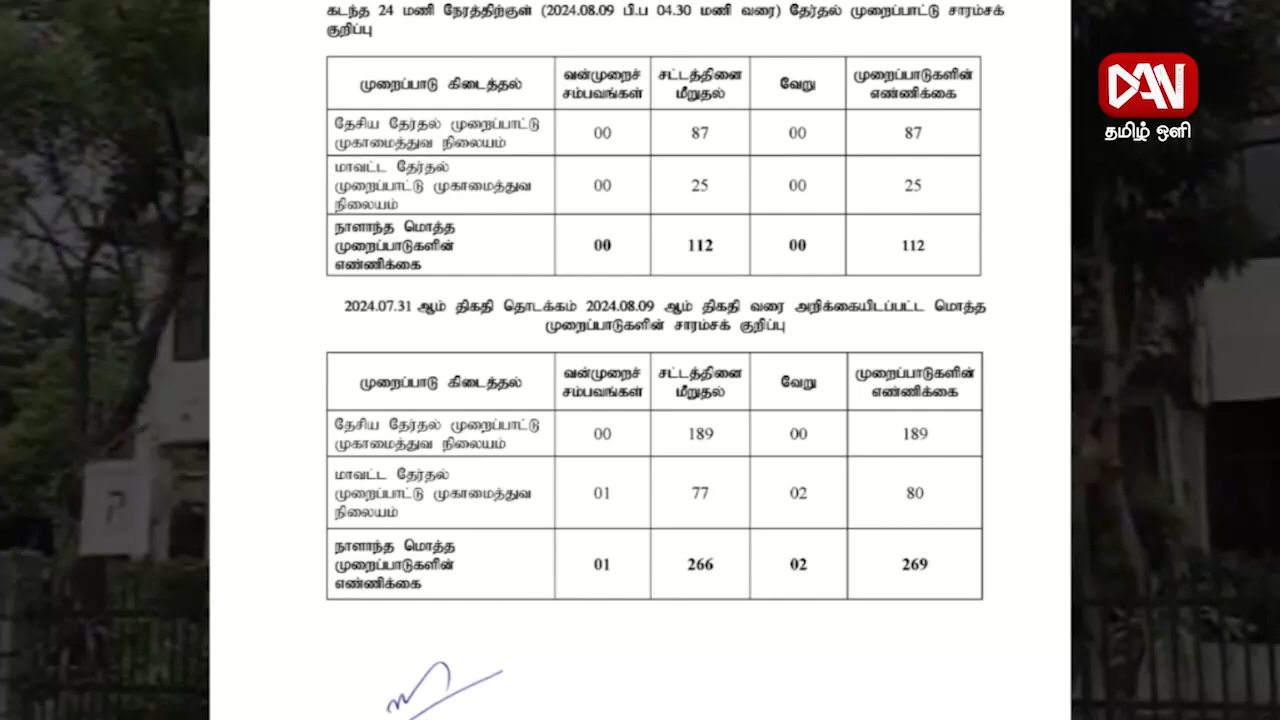 கடந்த 24 மணி நேரத்திற்குள் (2024.08.09 பி.ப 04.30 மணி வரை) தேர்தல் முறைப்பாட்டு சாரம்சக்
குறிப்பு
முறைப்பாடு கிடைத்தல் வன்முறைச் சம்பவங்கள் சட்டத்தினை மீறுதல் வேறு முறைப்பாடுகளின் எண்ணிக்கை
தேசிய தேர்தல் முறைப்பாட்டு
முகாமைத்துவ நிலையம் 00 87 00 87
மாவட்ட தேர்தல்
முறைப்பாட்டு முகாமைத்துவ
நிலையம் 00 25 00 25
நாளாந்த மொத்த
முறைப்பாடுகளின்
எண்ணிக்கை 00 112 00 112
2024.07.31 ஆம் திகதி தொடக்கம் 2024.08.09 ஆம் திகதி வரை அறிக்கையிடப்பட்ட மொத்த
முறைப்பாடுகளின் சாரம்சக் குறிப்பு
முறைப்பாடு கிடைத்தல் வன்முறைச் சம்பவங்கள் சட்டத்தினை மீறுதல் வேறு முறைப்பாடுகளின் எண்ணிக்கை
தேசிய தேர்தல் முறைப்பாட்டு
முகாமைத்துவ நிலையம் 00 189 00 189
மாவட்ட தேர்தல்
முறைப்பாட்டு முகாமைத்துவ
நிலையம் 01 77 02 80
நாளாந்த மொத்த
முறைப்பாடுகளின்
எண்ணிக்கை 01 266 02 269
DAN
தமிழ் ஒளி